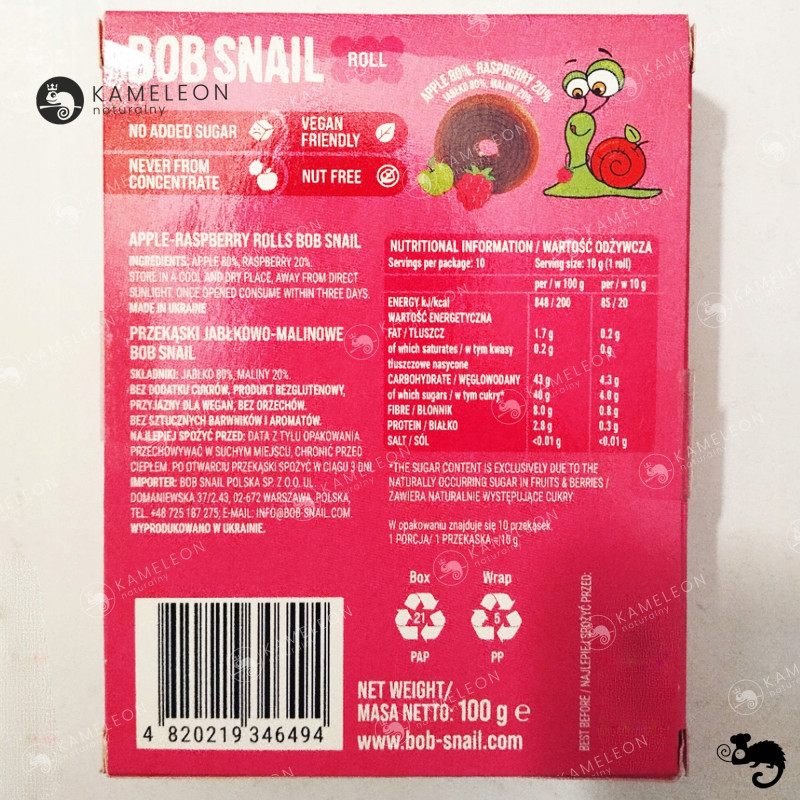 BOB SNAIL ROLL
KAMELEON
naturalny
APPLE 80%, RASPBERRY 20%
JABŁKO 80%, MALINY 20%
NO ADDED SUGAR
VEGAN
FRIENDLY
NEVER FROM
CONCENTRATE
NUT FREE
APPLE-RASPBERRY ROLLS BOB SNAIL
INGREDIENTS: APPLE 80%, RASPBERRY 20%.
STORE IN A COOL AND DRY PLACE, AWAY FROM DIRECT
SUNLIGHT. ONCE OPENED CONSUME WITHIN THREE DAYS.
MADE IN UKRAINE
PRZEKĄSKI JABŁKOWO-MALINOWE
BOB SNAIL
SKŁADNIKI: JABŁKO 80%, MALINY 20%.
BEZ DODATKU CUKRÓW, PRODUKT BEZGLUTENOWY,
PRZYJAZNY DLA WEGAN, BEZ ORZECHÓW.
BEZ SZTUCZNYCH BARWNIKÓW I AROMATÓW.
NAJLEPIEJ SPOŻYĆ PRZED: DATA Z TYŁU OPAKOWANIA.
PRZECHOWYWAĆ W SUCHYM MIEJSCU, CHRONIĆ PRZED
CIEPŁEM. PO OTWARCIU PRZEKĄSKI SPOŻYĆ W CIĄGU 3 DNI.
IMPORTER: BOB SNAIL POLSKA SP. Z O.O. UL.
DOMANIEWSKA 37/2.43, 02-672 WARSZAWA, POLSKA,
TEL. +48 725 187 275; E-MAIL: INFO@BOB-SNAIL.COM.
WYPRODUKOWANO W UKRAINIE.
NUTRITIONAL INFORMATION / WARTOŚĆ ODŻYWCZA
Servings per package: 10 Serving size: 10 g (1 roll)
per / w 100 g per / w 10 g
ENERGY kJ/kcal 848 / 200 85 / 20
WARTOŚĆ ENERGETYCZNA
FAT / TŁUSZCZ 1.7 g 0.2 g
of which saturates / w tym kwasy 0.2 g 0 g
tłuszczowe nasycone
CARBOHYDRATE / WĘGLOWODANY 43 g 4.3 g
of which sugars / w tym cukry* 40 g 4.0 g
FIBRE / BŁONNIK 8.0 g 0.8 g
PROTEIN / BIAŁKO 2.8 g 0.3 g
SALT / SÓL <0.01 g <0.01 g
*THE SUGAR CONTENT IS EXCLUSIVELY DUE TO THE
NATURALLY OCCURRING SUGAR IN FRUITS & BERRIES /
ZAWIERA NATURALNIE WYSTĘPUJĄCE CUKRY.
W opakowaniu znajduje się 10 przekąsek.
1 PORCJA/ 1 PRZEKĄSKA =10 g
Box Wrap
21 5
PAP PP
NET WEIGHT/
MASA NETTO: 100 g e
www.bob-snail.com
BEST BEFORE / NAJLEPIEJ SPOŻYĆ PRZED:
4 820219 346494